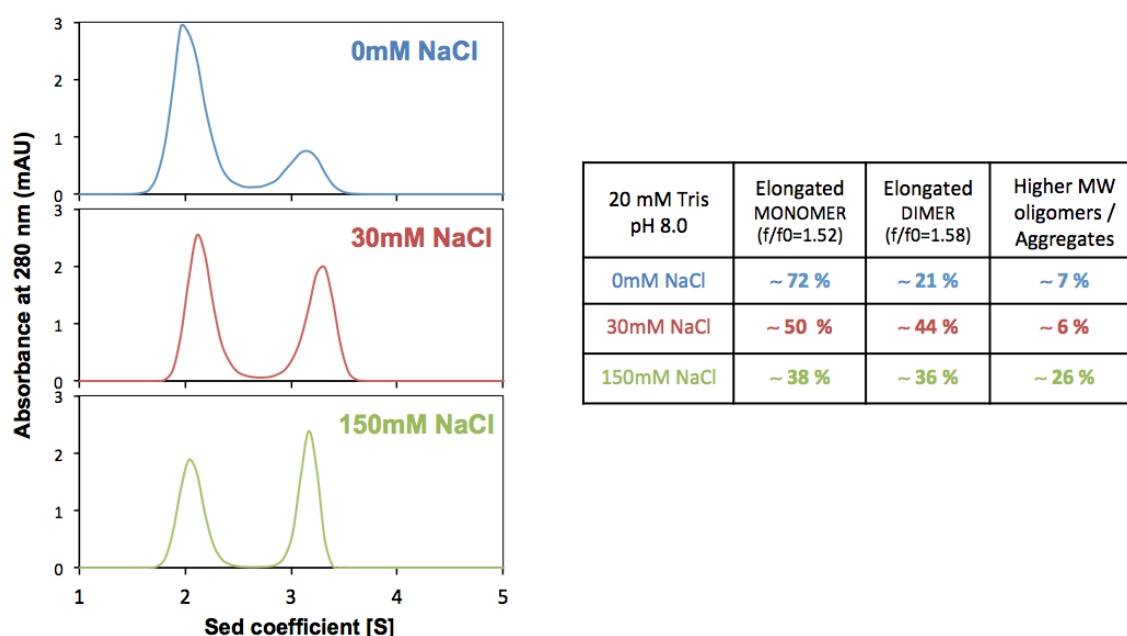 Absorbance at 280 nm (mAU)
3
2
1
0
0mM NaCl
3
2
1
0
30mM NaCl
3
2
1
0
150mM NaCl
1 2 3 4 5
Sed coefficient [S]
20 mM Tris
pH 8.0
Elongated
MONOMER
(f/f0=1.52)
Elongated
DIMER
(f/f0=1.58)
Higher MW
oligomers /
Aggregates
0mM NaCl ~ 72 % ~ 21 % ~ 7 %
30mM NaCl ~ 50 % ~ 44 % ~ 6 %
150mM NaCl ~ 38 % ~ 36 % ~ 26 %